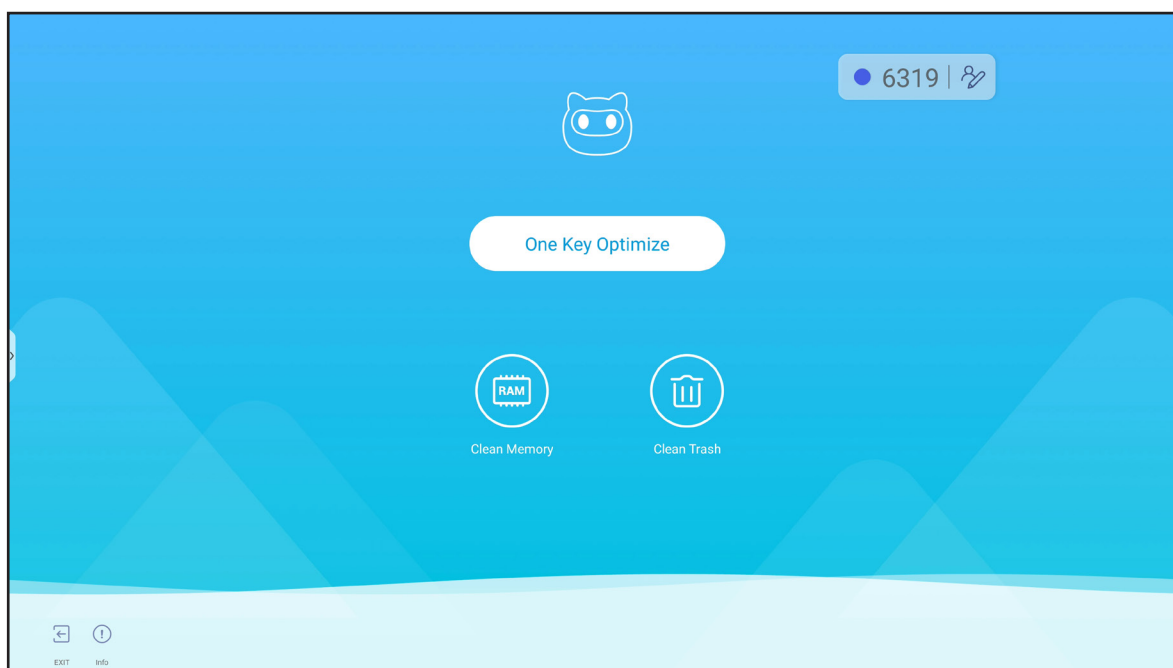 6319
One Key Optimize
RAM
Clean Memory
Clean Trash
EXIT
Info